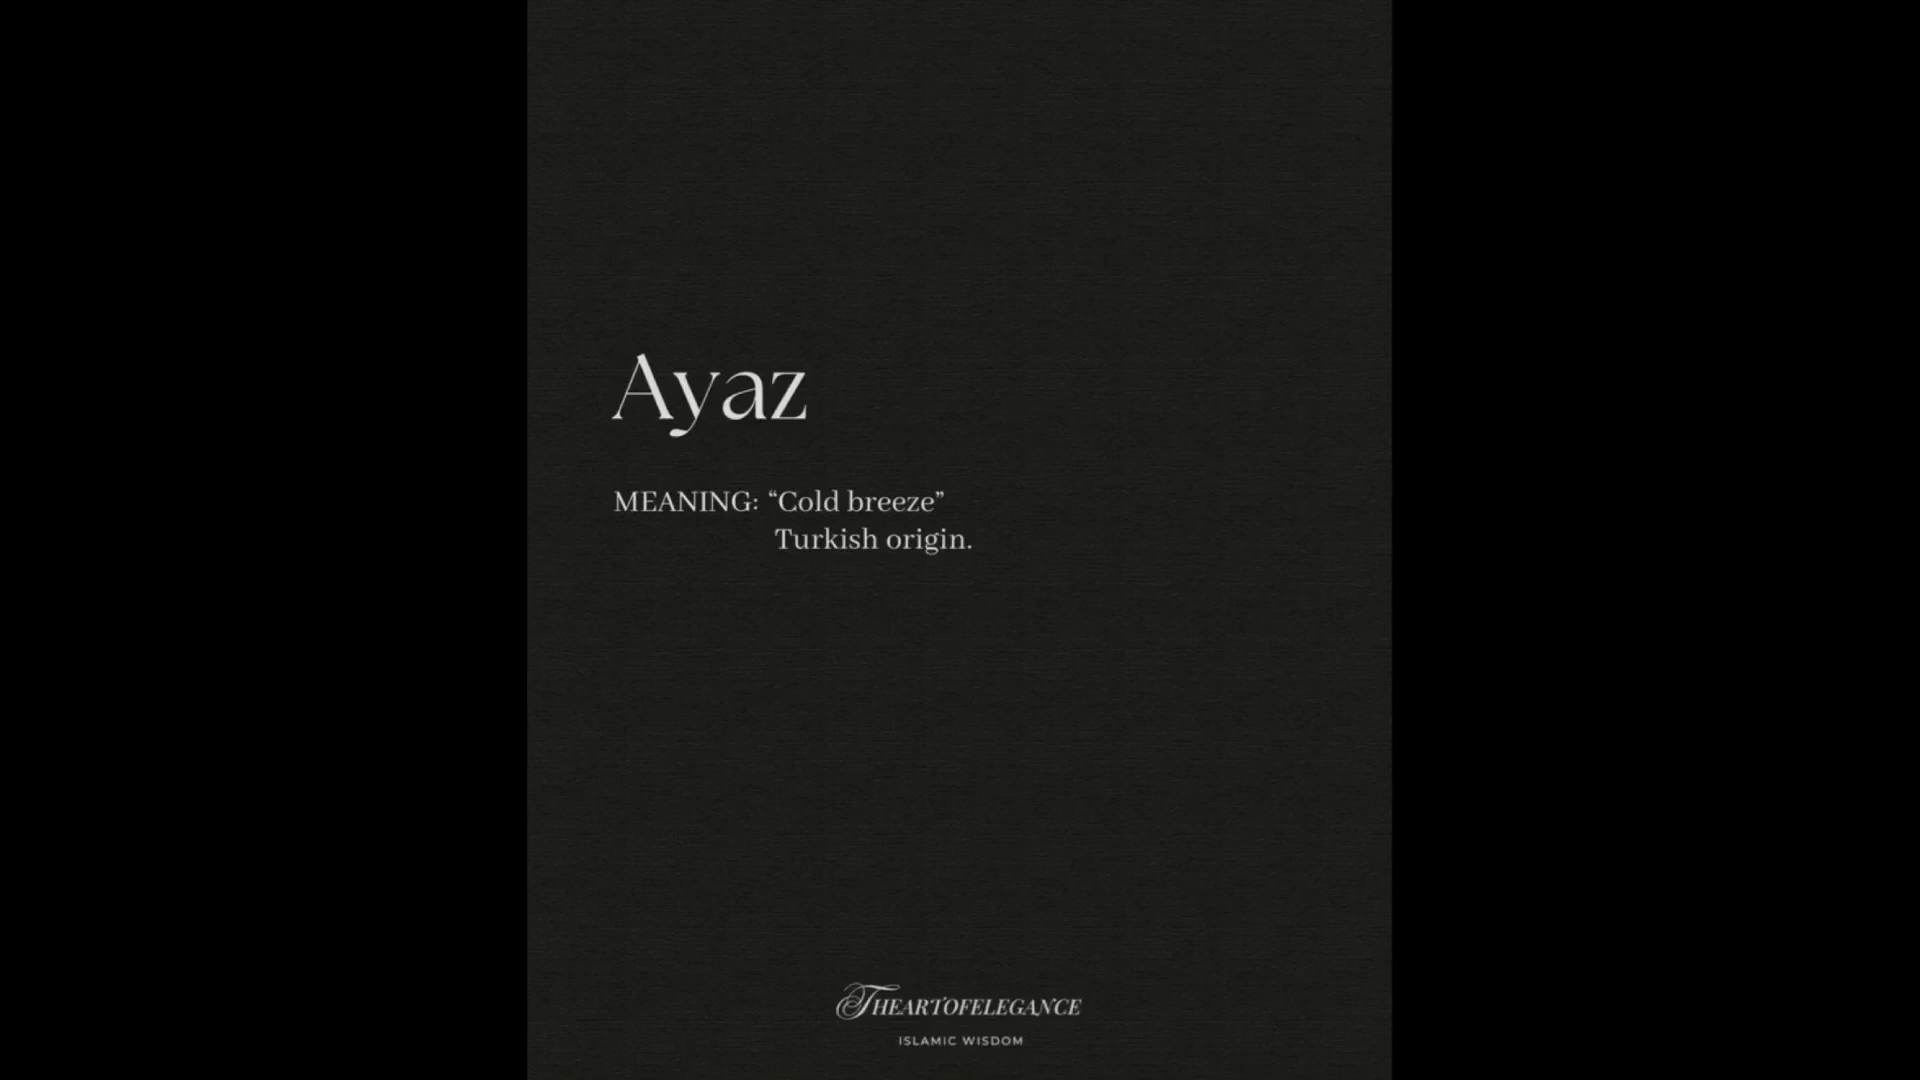 Ayaz
MEANING: “Cold breeze”
Turkish origin.
THEARTOFELEGANCE
ISLAMIC WISDOM